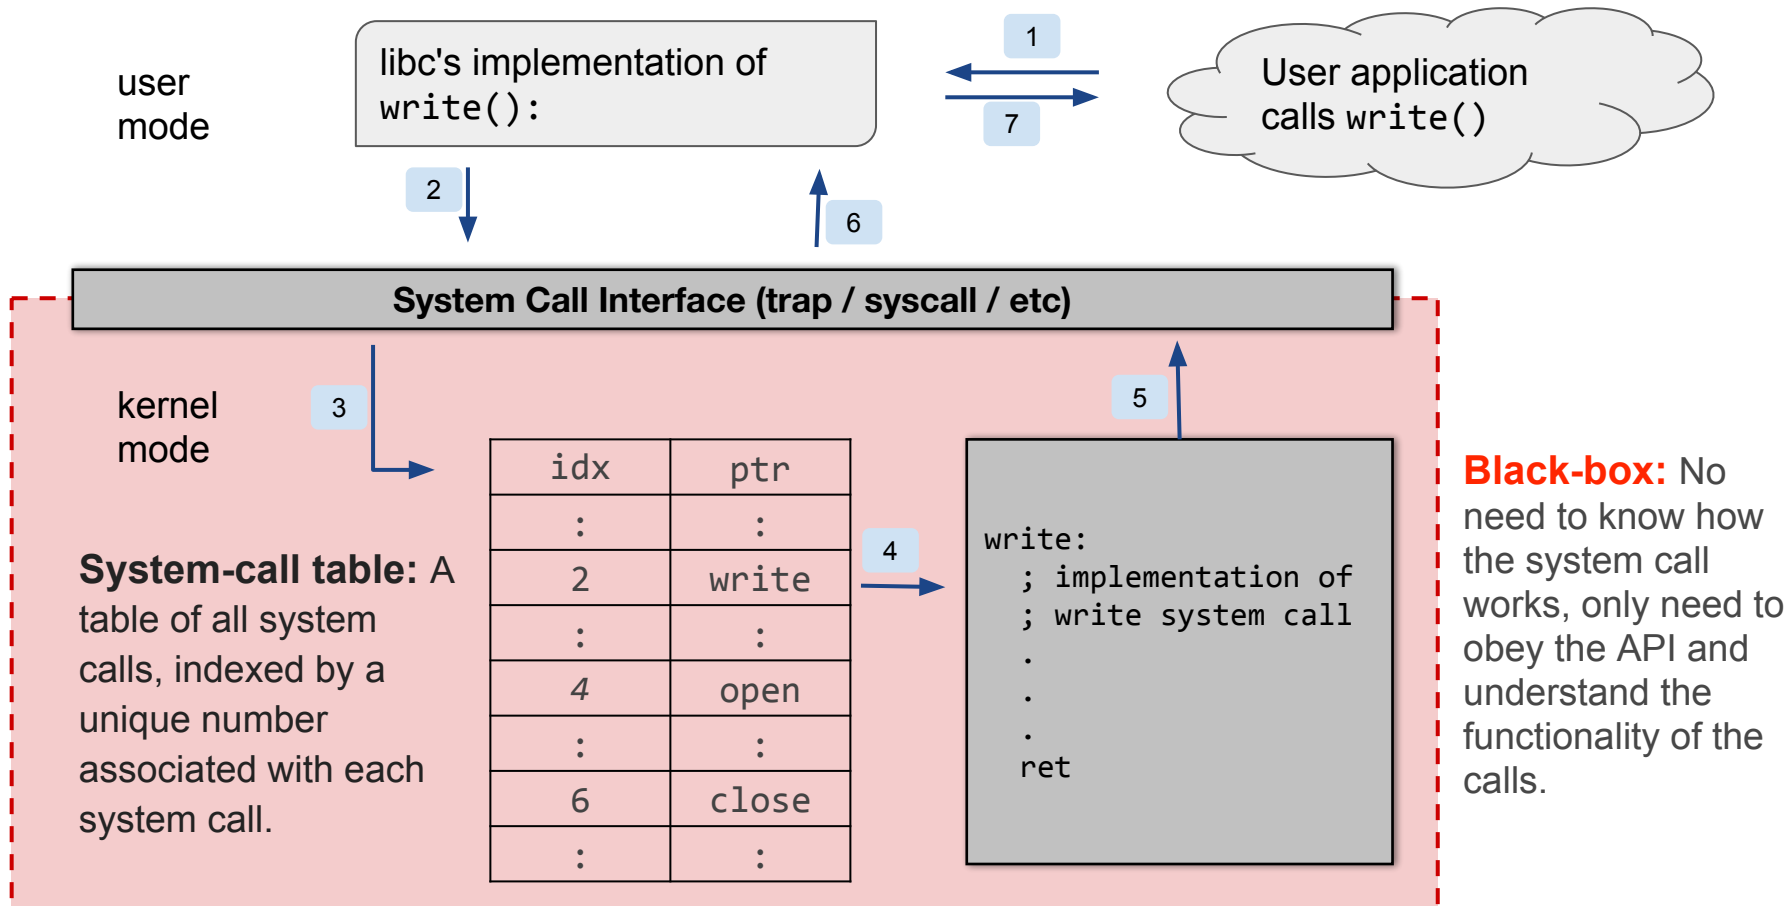 user
mode
libc's implementation of
write():
1
7
User application
calls write()
2
6
System Call Interface (trap / syscall / etc)
kernel
mode
3
5
System-call table: A
table of all system
calls, indexed by a
unique number
associated with each
system call.
idx ptr
: :
2 write
: :
4 open
: :
6 close
: :
4
write:
; implementation of
; write system call
.
.
.
ret
Black-box: No
need to know how
the system call
works, only need to
obey the API and
understand the
functionality of the
calls.